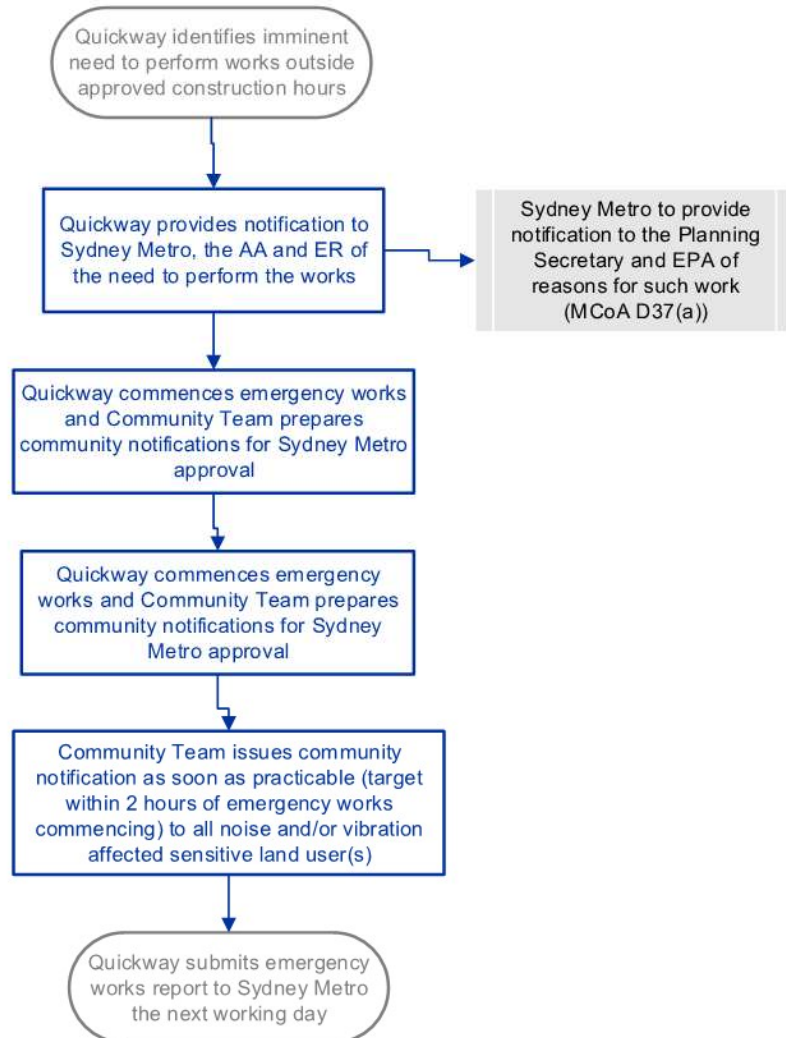 Quickway identifies imminent
need to perform works outside
approved construction hours
Quickway provides notification to
Sydney Metro, the AA and ER of
the need to perform the works
Sydney Metro to provide
notification to the Planning
Secretary and EPA of
reasons for such work
(MCoA D37(a))
Quickway commences emergency works
and Community Team prepares
community notifications for Sydney Metro
approval
Quickway commences emergency
works and Community Team prepares
community notifications for Sydney
Metro approval
Community Team issues community
notification as soon as practicable (target
within 2 hours of emergency works
commencing) to all noise and/or vibration
affected sensitive land user(s)
Quickway submits emergency
works report to Sydney Metro
the next working day